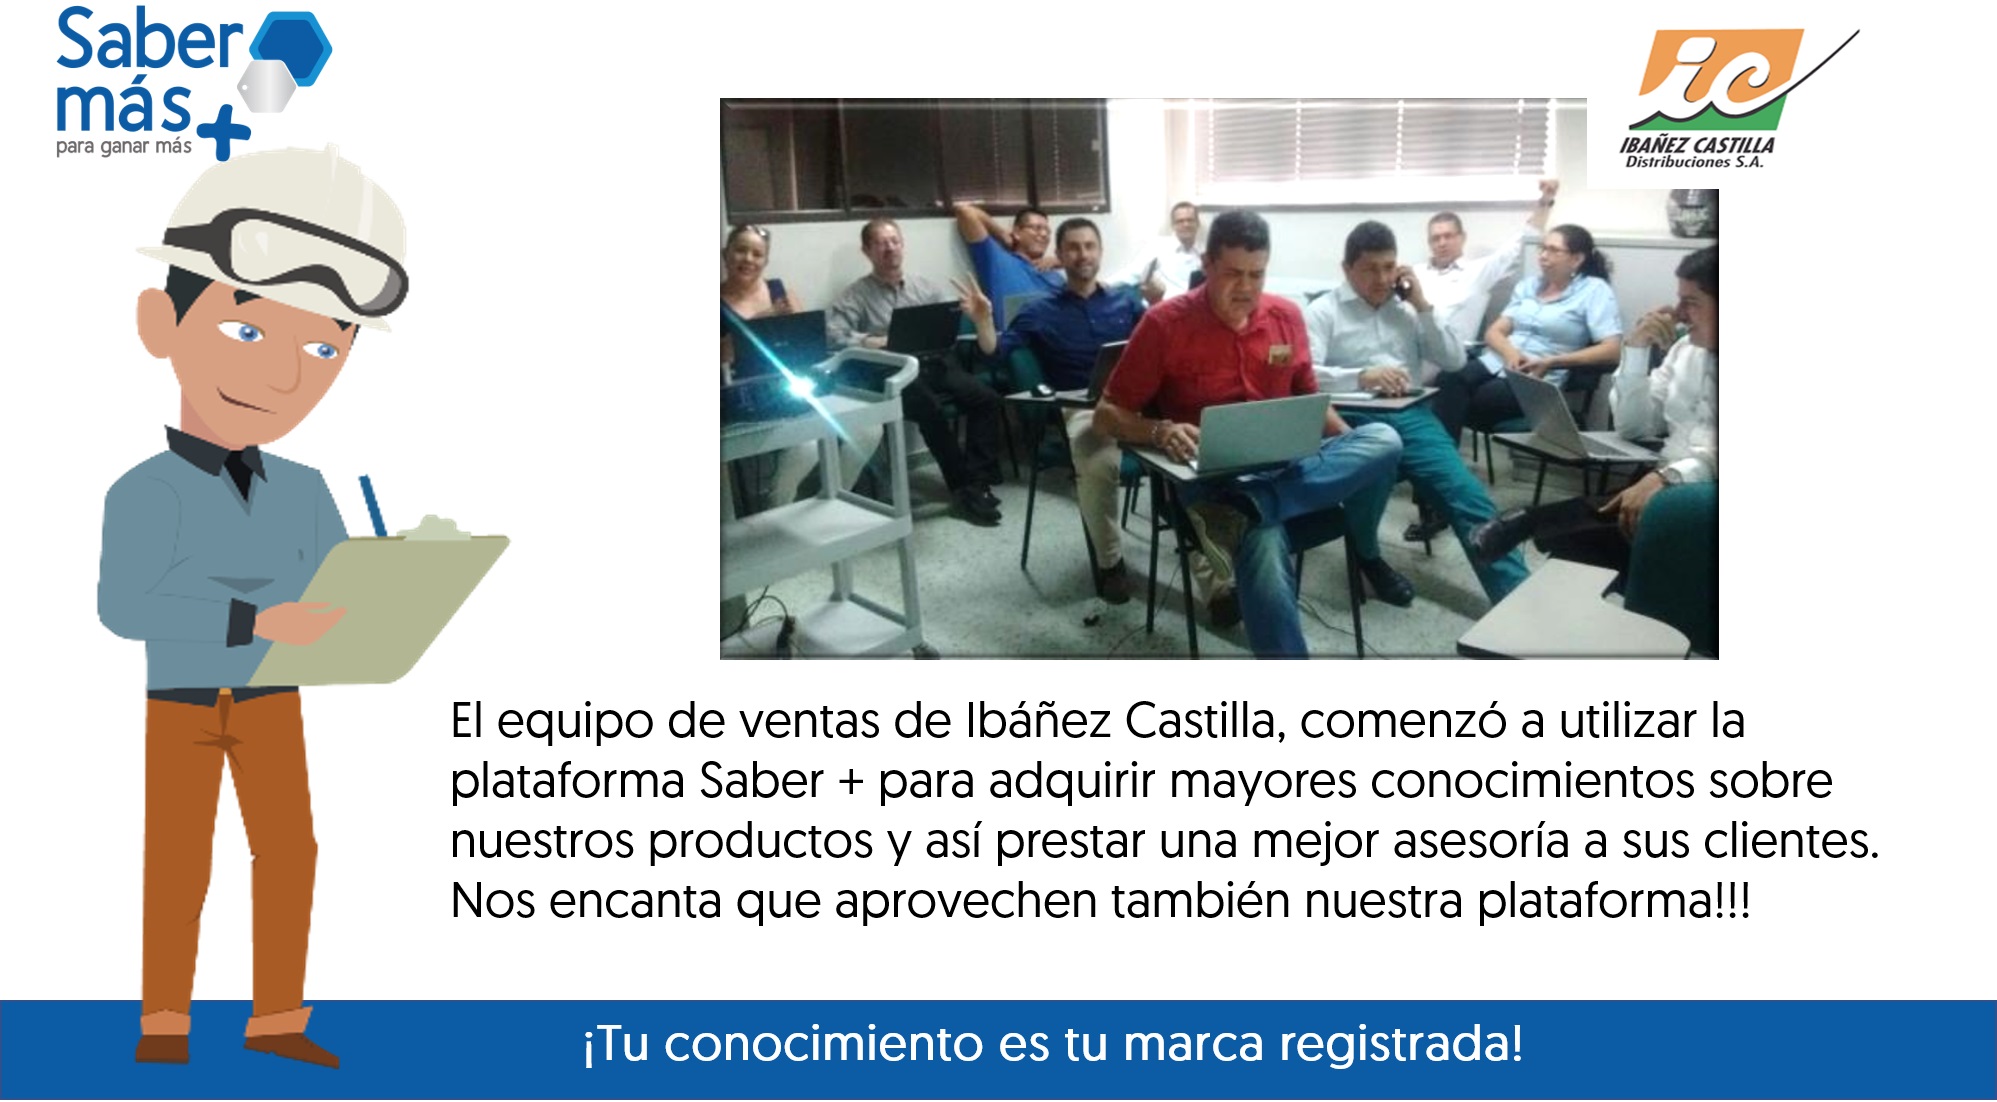 Saber
más+
para ganar más
ic
IBAÑEZ CASTILLA
Distribuciones S.A.
El equipo de ventas de Ibáñez Castilla, comenzó a utilizar la
plataforma Saber + para adquirir mayores conocimientos sobre
nuestros productos y así prestar una mejor asesoría a sus clientes.
Nos encanta que aprovechen también nuestra plataforma!!!
¡Tu conocimiento es tu marca registrada!